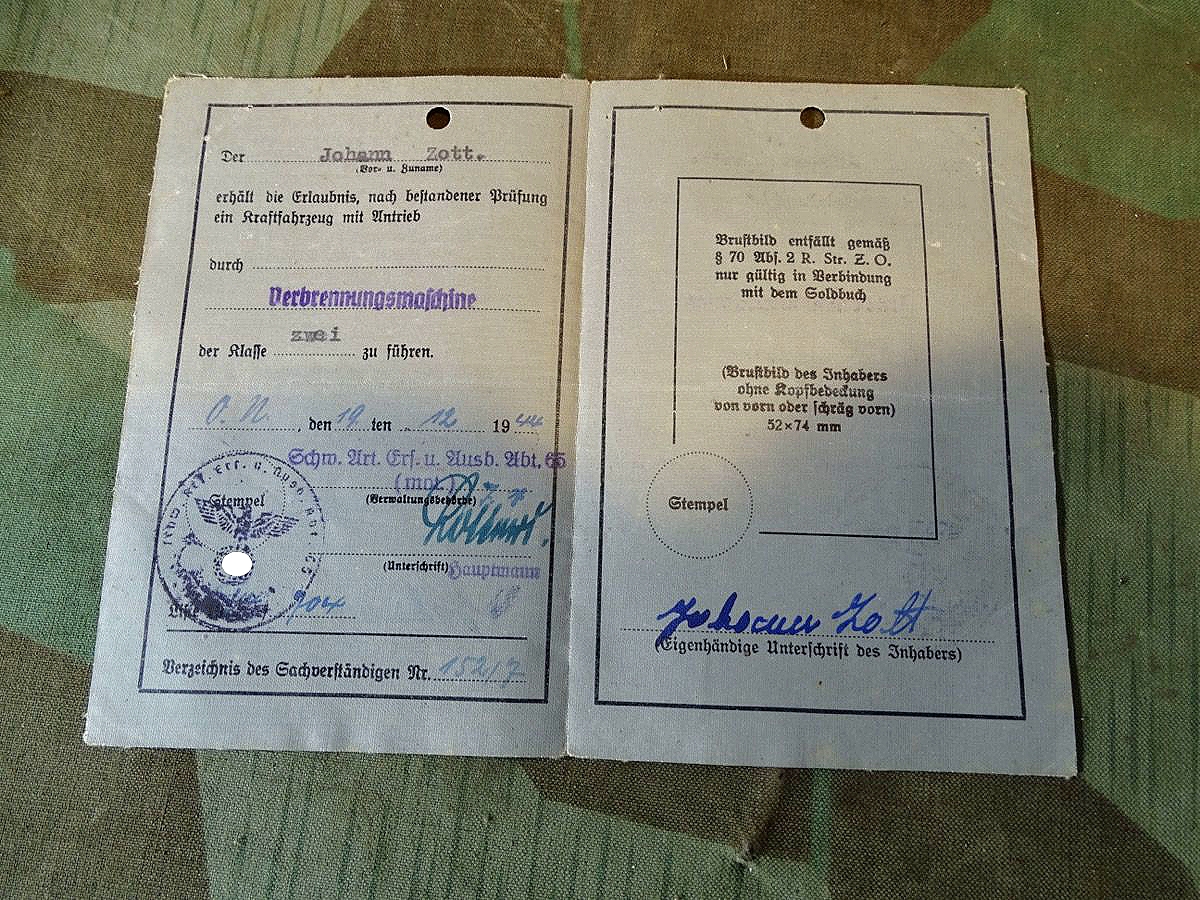 Der Johann Zott.
(Vor- u. Zuname)
erhält die Erlaubnis, nach bestandener Prüfung
ein Kraftfahrzeug mit Antrieb
durch
Verbrennungsmaschine
zwei
der Klasse zu führen.
O. U. , den 19 ten 12 1944
Schw. Art. Ers. u. Ausb. Abt. 65
(mot.)
Stempel
(Verwaltungsbehörde)
(Unterschrift) Hauptmann
Verzeichnis des Sachverständigen Nr. 152/7
Brustbild entfällt gemäß
§ 70 Abs. 2 R. Str. Z. O.
nur gültig in Verbindung
mit dem Soldbuch
(Brustbild des Inhabers
ohne Kopfbedeckung
von vorn oder schräg vorn)
52×74 mm
Stempel
Johann Zott
(Eigenhändige Unterschrift des Inhabers)